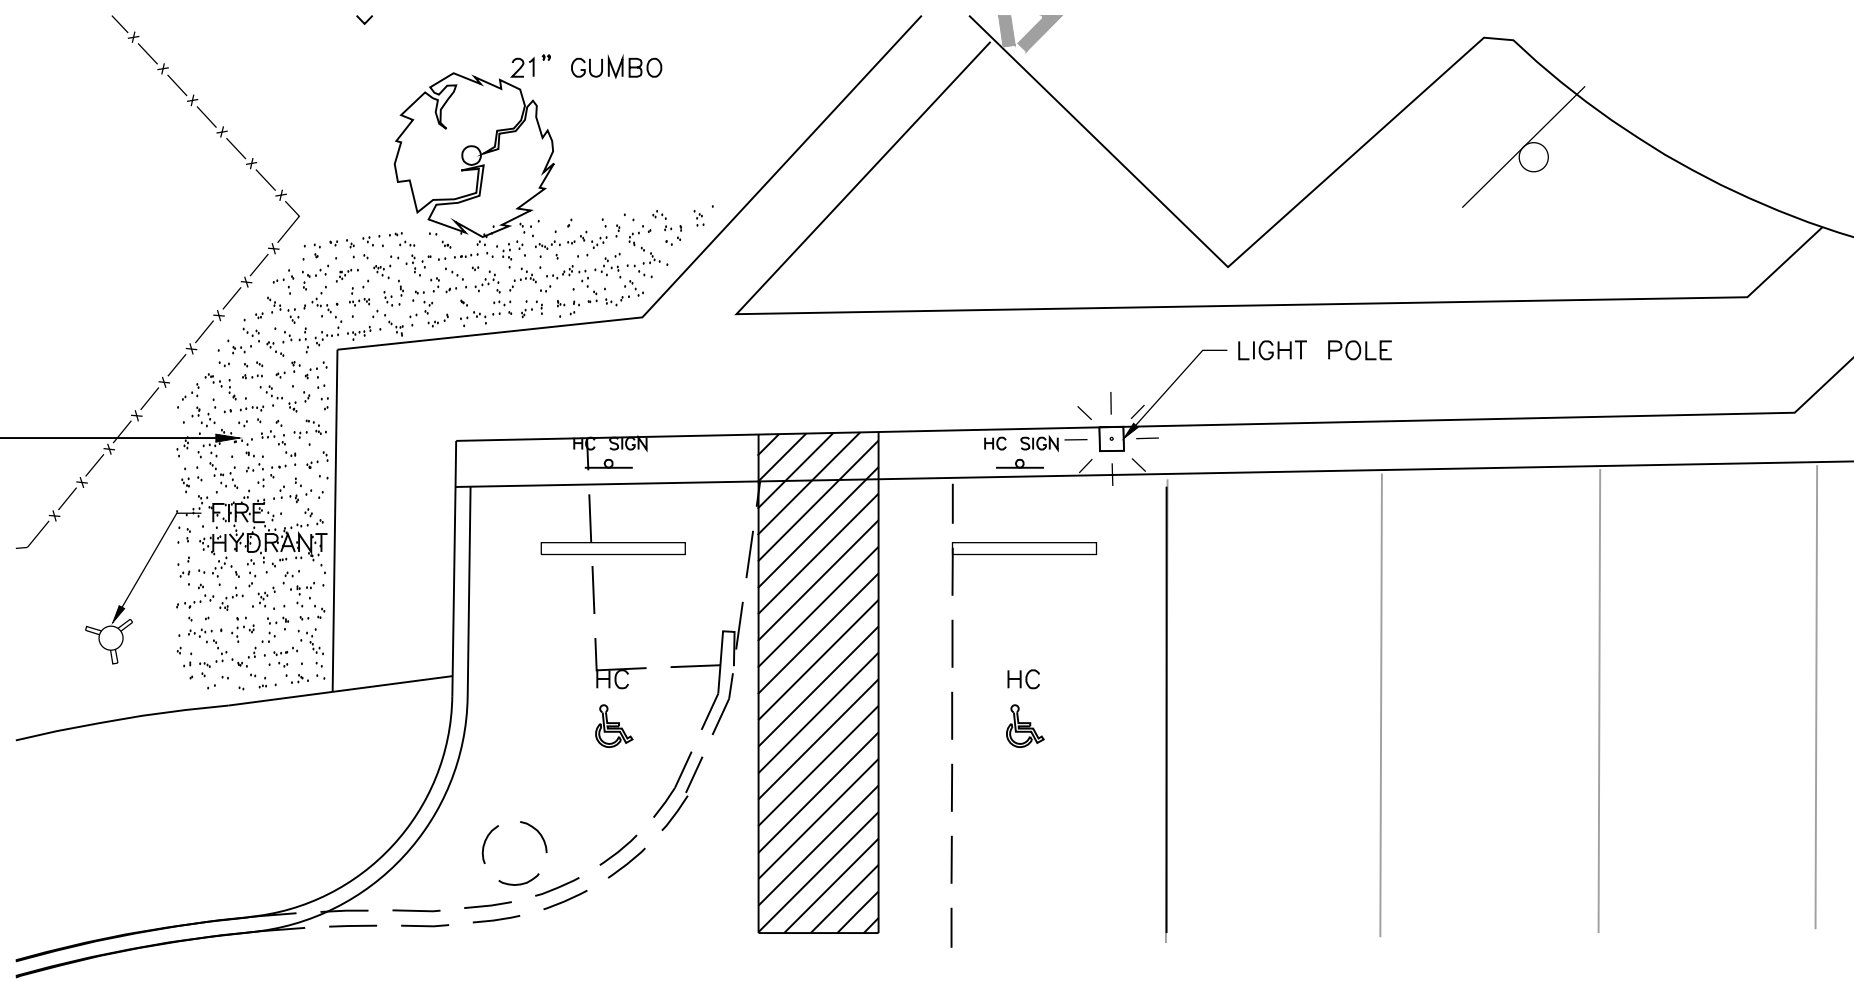 21" GUMBO
LIGHT POLE
HC SIGN
HC SIGN
FIRE
HYDRANT
HC
HC